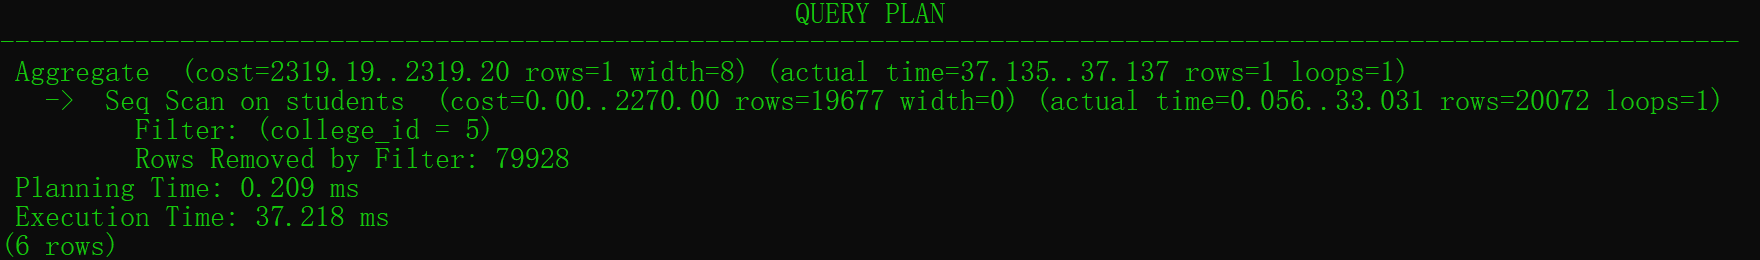 QUERY PLAN
--------------------------------------------------------------------------------------------------------------------
Aggregate  (cost=2319.19..2319.20 rows=1 width=8) (actual time=37.135..37.137 rows=1 loops=1)
  ->  Seq Scan on students  (cost=0.00..2270.00 rows=19677 width=0) (actual time=0.056..33.031 rows=20072 loops=1)
        Filter: (college_id = 5)
        Rows Removed by Filter: 79928
Planning Time: 0.209 ms
Execution Time: 37.218 ms
(6 rows)